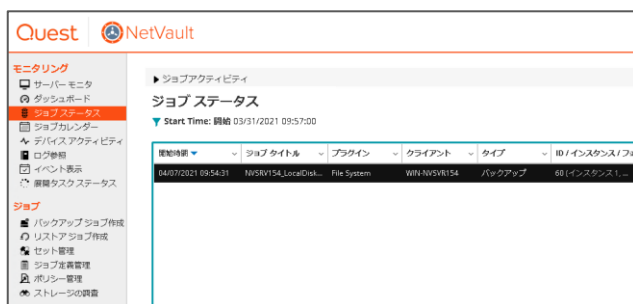 Quest NetVault
モニタリング
サーバーモニタ
ダッシュボード
ジョブステータス
ジョブカレンダー
デバイスアクティビティ
ログ参照
イベント表示
展開タスクステータス
ジョブ
バックアップジョブ作成
リストアジョブ作成
セット管理
ジョブ定義管理
ポリシー管理
ストレージの調査
ジョブアクティビティ
ジョブ ステータス
Start Time: 開始 03/31/2021 09:57:00
開始時間 ジョブ タイトル プラグイン クライアント タイプ ID / インスタンス / フェ
04/07/2021 09:54:31 NVSRV154_LocalDisk... File System WIN-NVSVR154 バックアップ 60 (インスタンス 1, ...